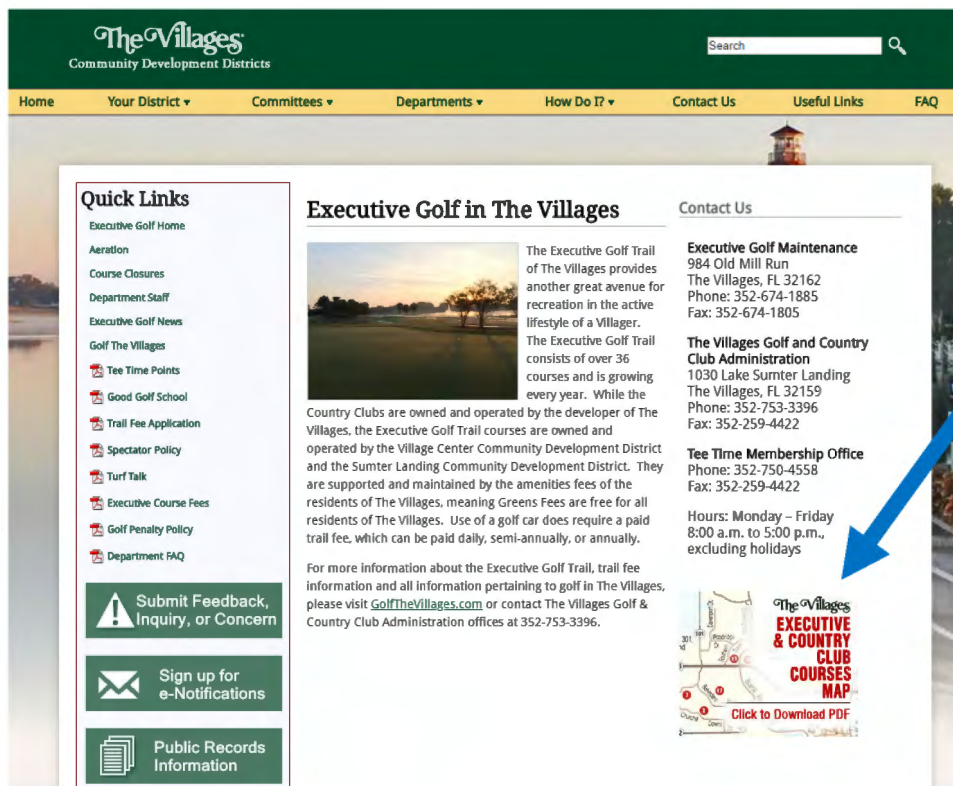 The Villages
Community Development Districts
Search
Home
Your District ▾
Committees ▾
Departments ▾
How Do I? ▾
Contact Us
Useful Links
FAQ
Quick Links
Executive Golf Home
Aeration
Course Closures
Department Staff
Executive Golf News
Golf The Villages
Tee Time Points
Good Golf School
Trail Fee Application
Spectator Policy
Turf Talk
Executive Course Fees
Golf Penalty Policy
Department FAQ
Submit Feedback,
Inquiry, or Concern
Sign up for
e-Notifications
Public Records
Information
Executive Golf in The Villages
The Executive Golf Trail
of The Villages provides
another great avenue for
recreation in the active
lifestyle of a Villager.
The Executive Golf Trail
consists of over 36
courses and is growing
every year. While the
Country Clubs are owned and operated by the developer of The
Villages, the Executive Golf Trail courses are owned and
operated by the Village Center Community Development District
and the Sumter Landing Community Development District. They
are supported and maintained by the amenities fees of the
residents of The Villages, meaning Greens Fees are free for all
residents of The Villages. Use of a golf car does require a paid
trail fee, which can be paid daily, semi-annually, or annually.
For more information about the Executive Golf Trail, trail fee
information and all information pertaining to golf in The Villages,
please visit GolfTheVillages.com or contact The Villages Golf &
Country Club Administration offices at 352-753-3396.
Contact Us
Executive Golf Maintenance
984 Old Mill Run
The Villages, FL 32162
Phone: 352-674-1885
Fax: 352-674-1805
The Villages Golf and Country
Club Administration
1030 Lake Sumter Landing
The Villages, FL 32159
Phone: 352-753-3396
Fax: 352-259-4422
Tee Time Membership Office
Phone: 352-750-4558
Fax: 352-259-4422
Hours: Monday – Friday
8:00 a.m. to 5:00 p.m.,
excluding holidays
The Villages
EXECUTIVE
& COUNTRY
CLUB
COURSES
MAP
Click to Download PDF
301